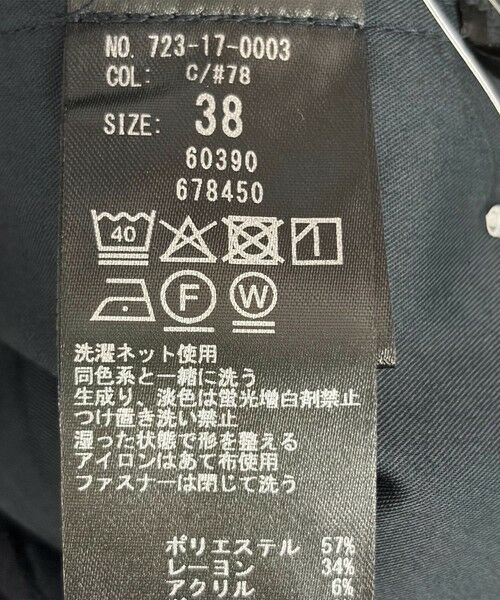 NO. 723-17-0003
COL: C/#78
SIZE: 38
60390
678450
40
F W
洗濯ネット使用
同色系と一緒に洗う
生成り、淡色は蛍光増白剤禁止
つけ置き洗い禁止
湿った状態で形を整える
アイロンはあて布使用
ファスナーは閉じて洗う
ポリエステル 57%
レーヨン 34%
アクリル 6%